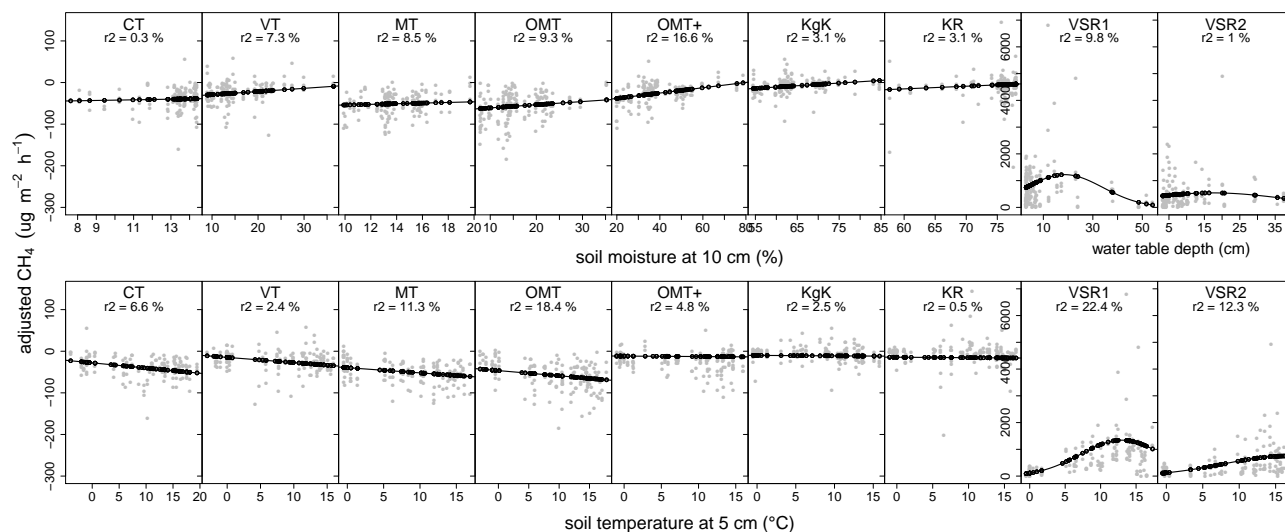 CT VT MT OMT OMT+ KgK KR VSR1 VSR2
r2 = 0.3 % r2 = 7.3 % r2 = 8.5 % r2 = 9.3 % r2 = 16.6 % r2 = 3.1 % r2 = 3.1 % r2 = 9.8 % r2 = 1 %
100
0
−100
−200
−300
6000
4000
2000
0
8 9 11 13 10 20 30 10 12 14 16 18 20 10 20 30 40 20 40 60 80 55 65 75 85 60 65 70 75 10 30 50 5 15 25 35
soil moisture at 10 cm (%)
water table depth (cm)
adjusted CH₄ (ug m⁻² h⁻¹)
CT VT MT OMT OMT+ KgK KR VSR1 VSR2
r2 = 6.6 % r2 = 2.4 % r2 = 11.3 % r2 = 18.4 % r2 = 4.8 % r2 = 2.5 % r2 = 0.5 % r2 = 22.4 % r2 = 12.3 %
100
0
−100
−200
−300
6000
4000
2000
0
0 5 10 15 20 0 5 10 15 0 5 10 15 0 5 10 15 0 5 10 15 0 5 10 15 0 5 10 15 0 5 10 15 0 5 10 15
soil temperature at 5 cm (°C)